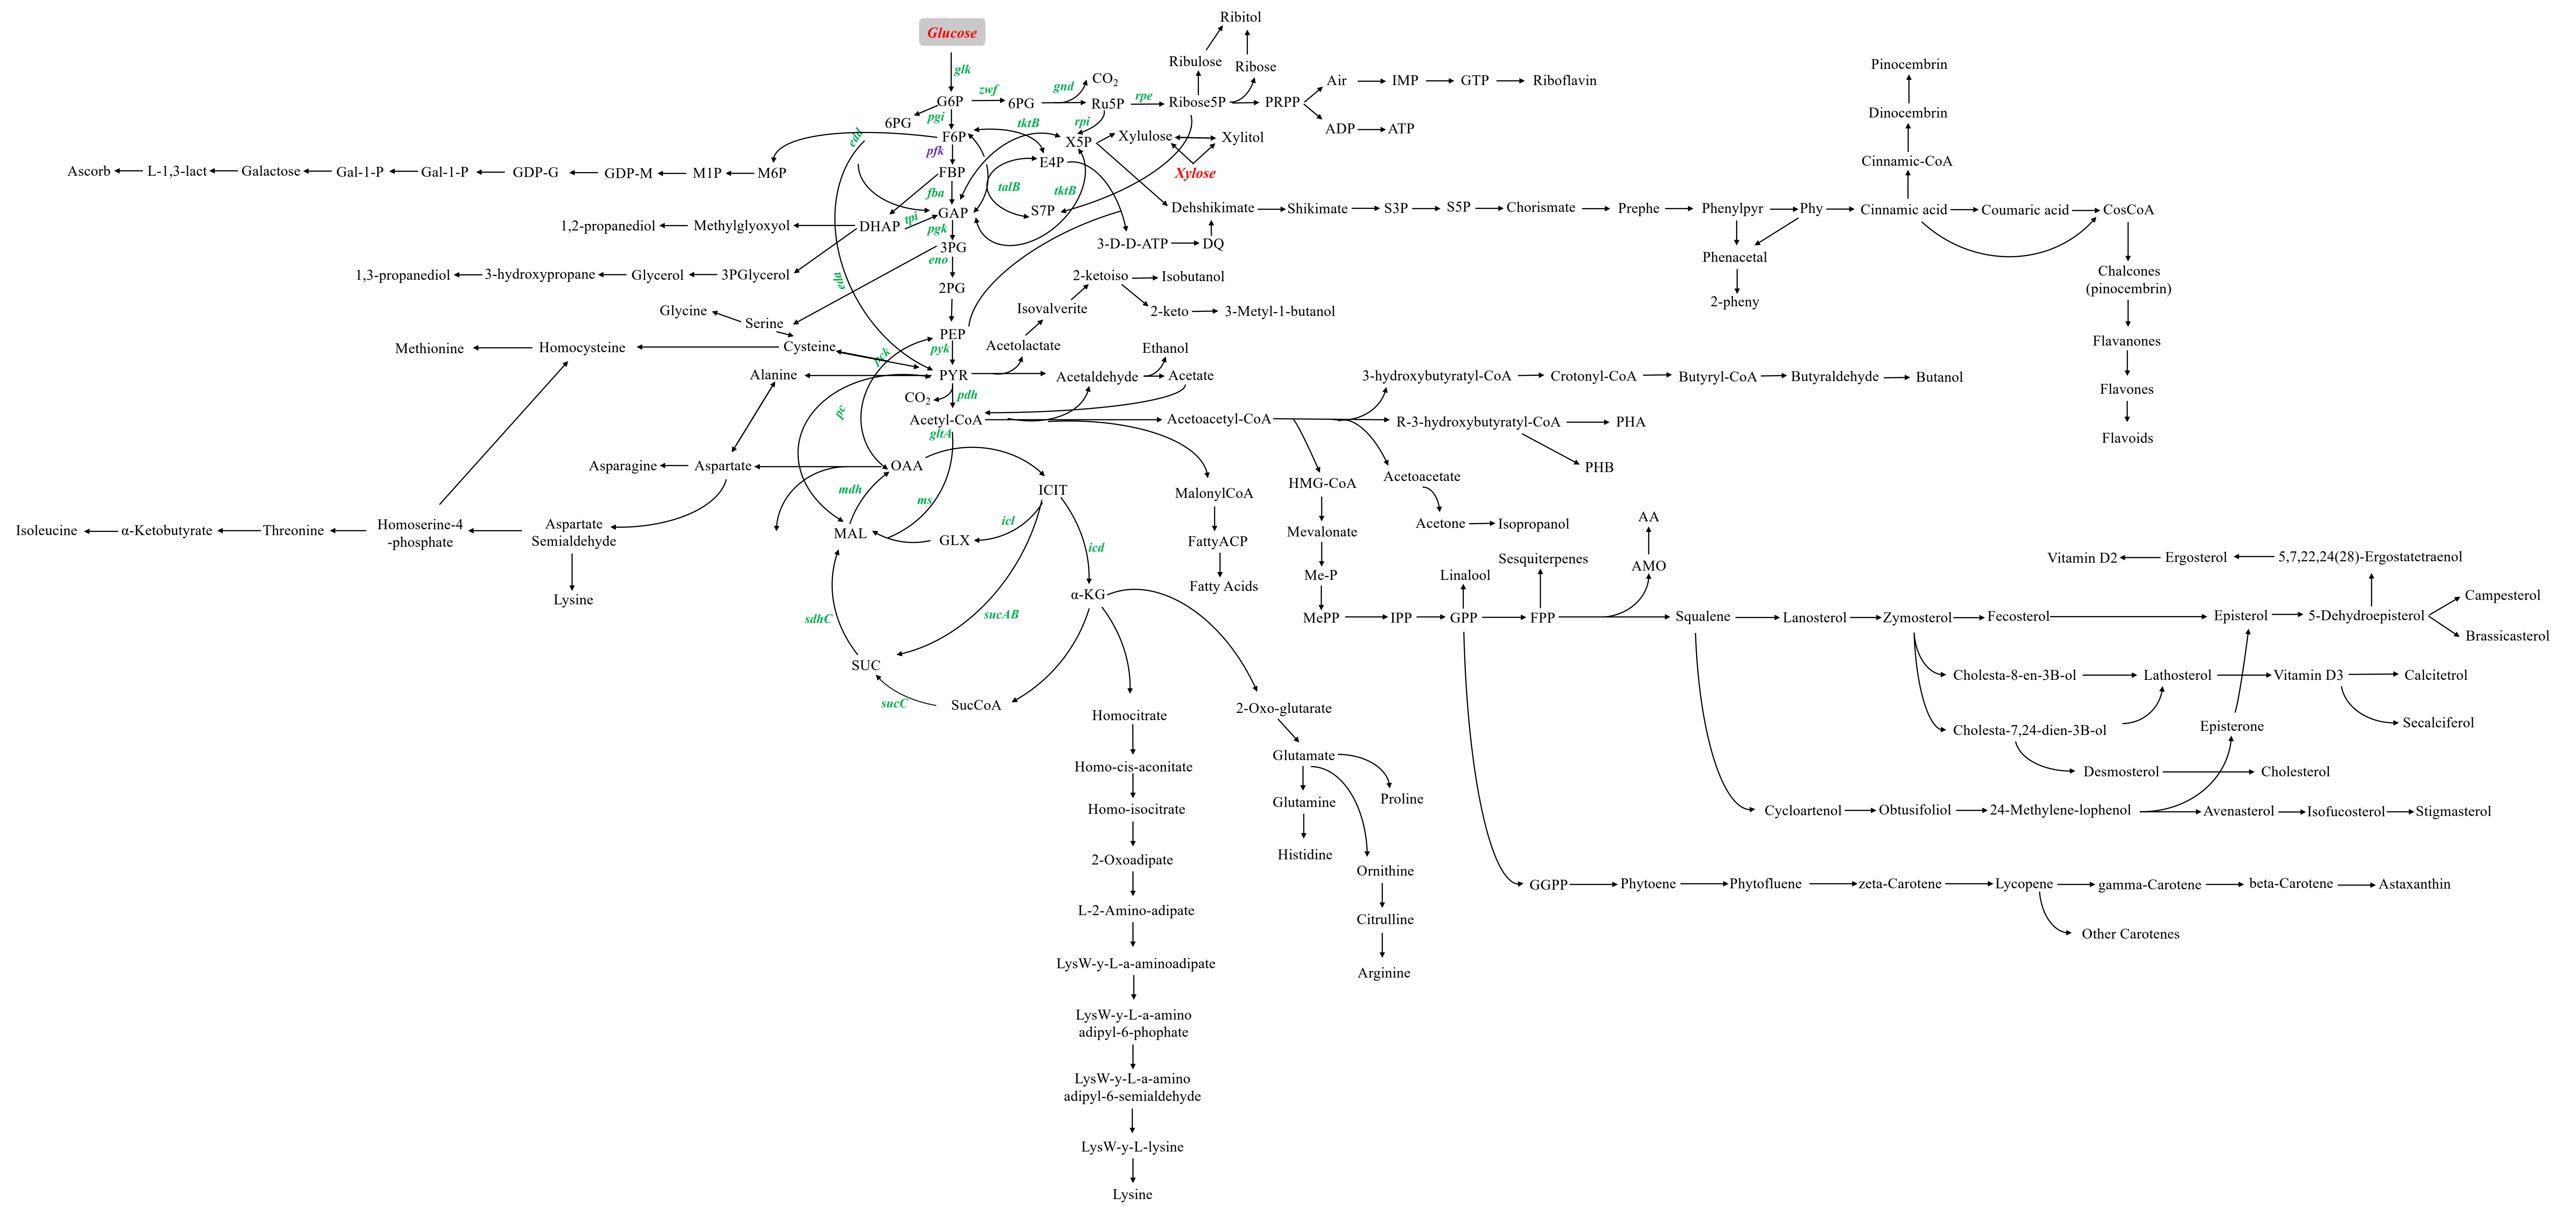 Ribitol
Glucose
Ribulose
Ribose
Pinocembrin
glk
CO2
Air
IMP
GTP
Riboflavin
zwf
gnd
rpe
G6P
6PG
Ru5P
Ribose5P
PRPP
Dinocembrin
pgi
6PG
tktB
rpi
ADP
ATP
edd
F6P
X5P
Xylulose
Xylitol
pfk
E4P
Cinnamic-CoA
Ascorb
L-1,3-lact
Galactose
Gal-1-P
Gal-1-P
GDP-G
GDP-M
M1P
M6P
FBP
Xylose
fba
talB
tktB
GAP
S7P
Dehshikimate
Shikimate
S3P
S5P
Chorismate
Prephe
Phenylpyr
Phy
Cinnamic acid
Coumaric acid
CosCoA
tpi
1,2-propanediol
Methylglyoxyol
DHAP
pgk
3PG
3-D-D-ATP
DQ
eno
Phenacetal
1,3-propanediol
3-hydroxypropane
Glycerol
3PGlycerol
eda
2-ketoiso
Isobutanol
Chalcones
(pinocembrin)
2PG
2-pheny
Glycine
Isovalverite
2-keto
3-Metyl-1-butanol
Serine
PEP
Methionine
Homocysteine
Cysteine
pck
pyk
Acetolactate
Ethanol
Flavanones
Alanine
PYR
Acetaldehyde
Acetate
3-hydroxybutyratyl-CoA
Crotonyl-CoA
Butyryl-CoA
Butyraldehyde
Butanol
CO2
pdh
Flavones
pc
Acetyl-CoA
Acetoacetyl-CoA
R-3-hydroxybutyratyl-CoA
PHA
gltA
Flavoids
Asparagine
Aspartate
OAA
PHB
Acetoacetate
mdh
ms
ICIT
MalonylCoA
HMG-CoA
Isoleucine
α-Ketobutyrate
Threonine
Homoserine-4
-phosphate
Aspartate
Semialdehyde
MAL
icl
GLX
icd
FattyACP
Mevalonate
Acetone
Isopropanol
AA
Sesquiterpenes
Vitamin D2
Ergosterol
5,7,22,24(28)-Ergostatetraenol
Lysine
α-KG
Fatty Acids
Me-P
Linalool
AMO
Campesterol
sdhC
sucAB
MePP
IPP
GPP
FPP
Squalene
Lanosterol
Zymosterol
Fecosterol
Episterol
5-Dehydroepisterol
Brassicasterol
SUC
Cholesta-8-en-3B-ol
Lathosterol
Vitamin D3
Calcitetrol
sucC
SucCoA
Homocitrate
2-Oxo-glutarate
Cholesta-7,24-dien-3B-ol
Episterone
Secalciferol
Homo-cis-aconitate
Glutamate
Desmosterol
Cholesterol
Homo-isocitrate
Glutamine
Proline
Cycloartenol
Obtusifoliol
24-Methylene-lophenol
Avenasterol
Isofucosterol
Stigmasterol
2-Oxoadipate
Histidine
Ornithine
GGPP
Phytoene
Phytofluene
zeta-Carotene
Lycopene
gamma-Carotene
beta-Carotene
Astaxanthin
L-2-Amino-adipate
Citrulline
Other Carotenes
LysW-y-L-a-aminoadipate
Arginine
LysW-y-L-a-amino
adipyl-6-phophate
LysW-y-L-a-amino
adipyl-6-semialdehyde
LysW-y-L-lysine
Lysine